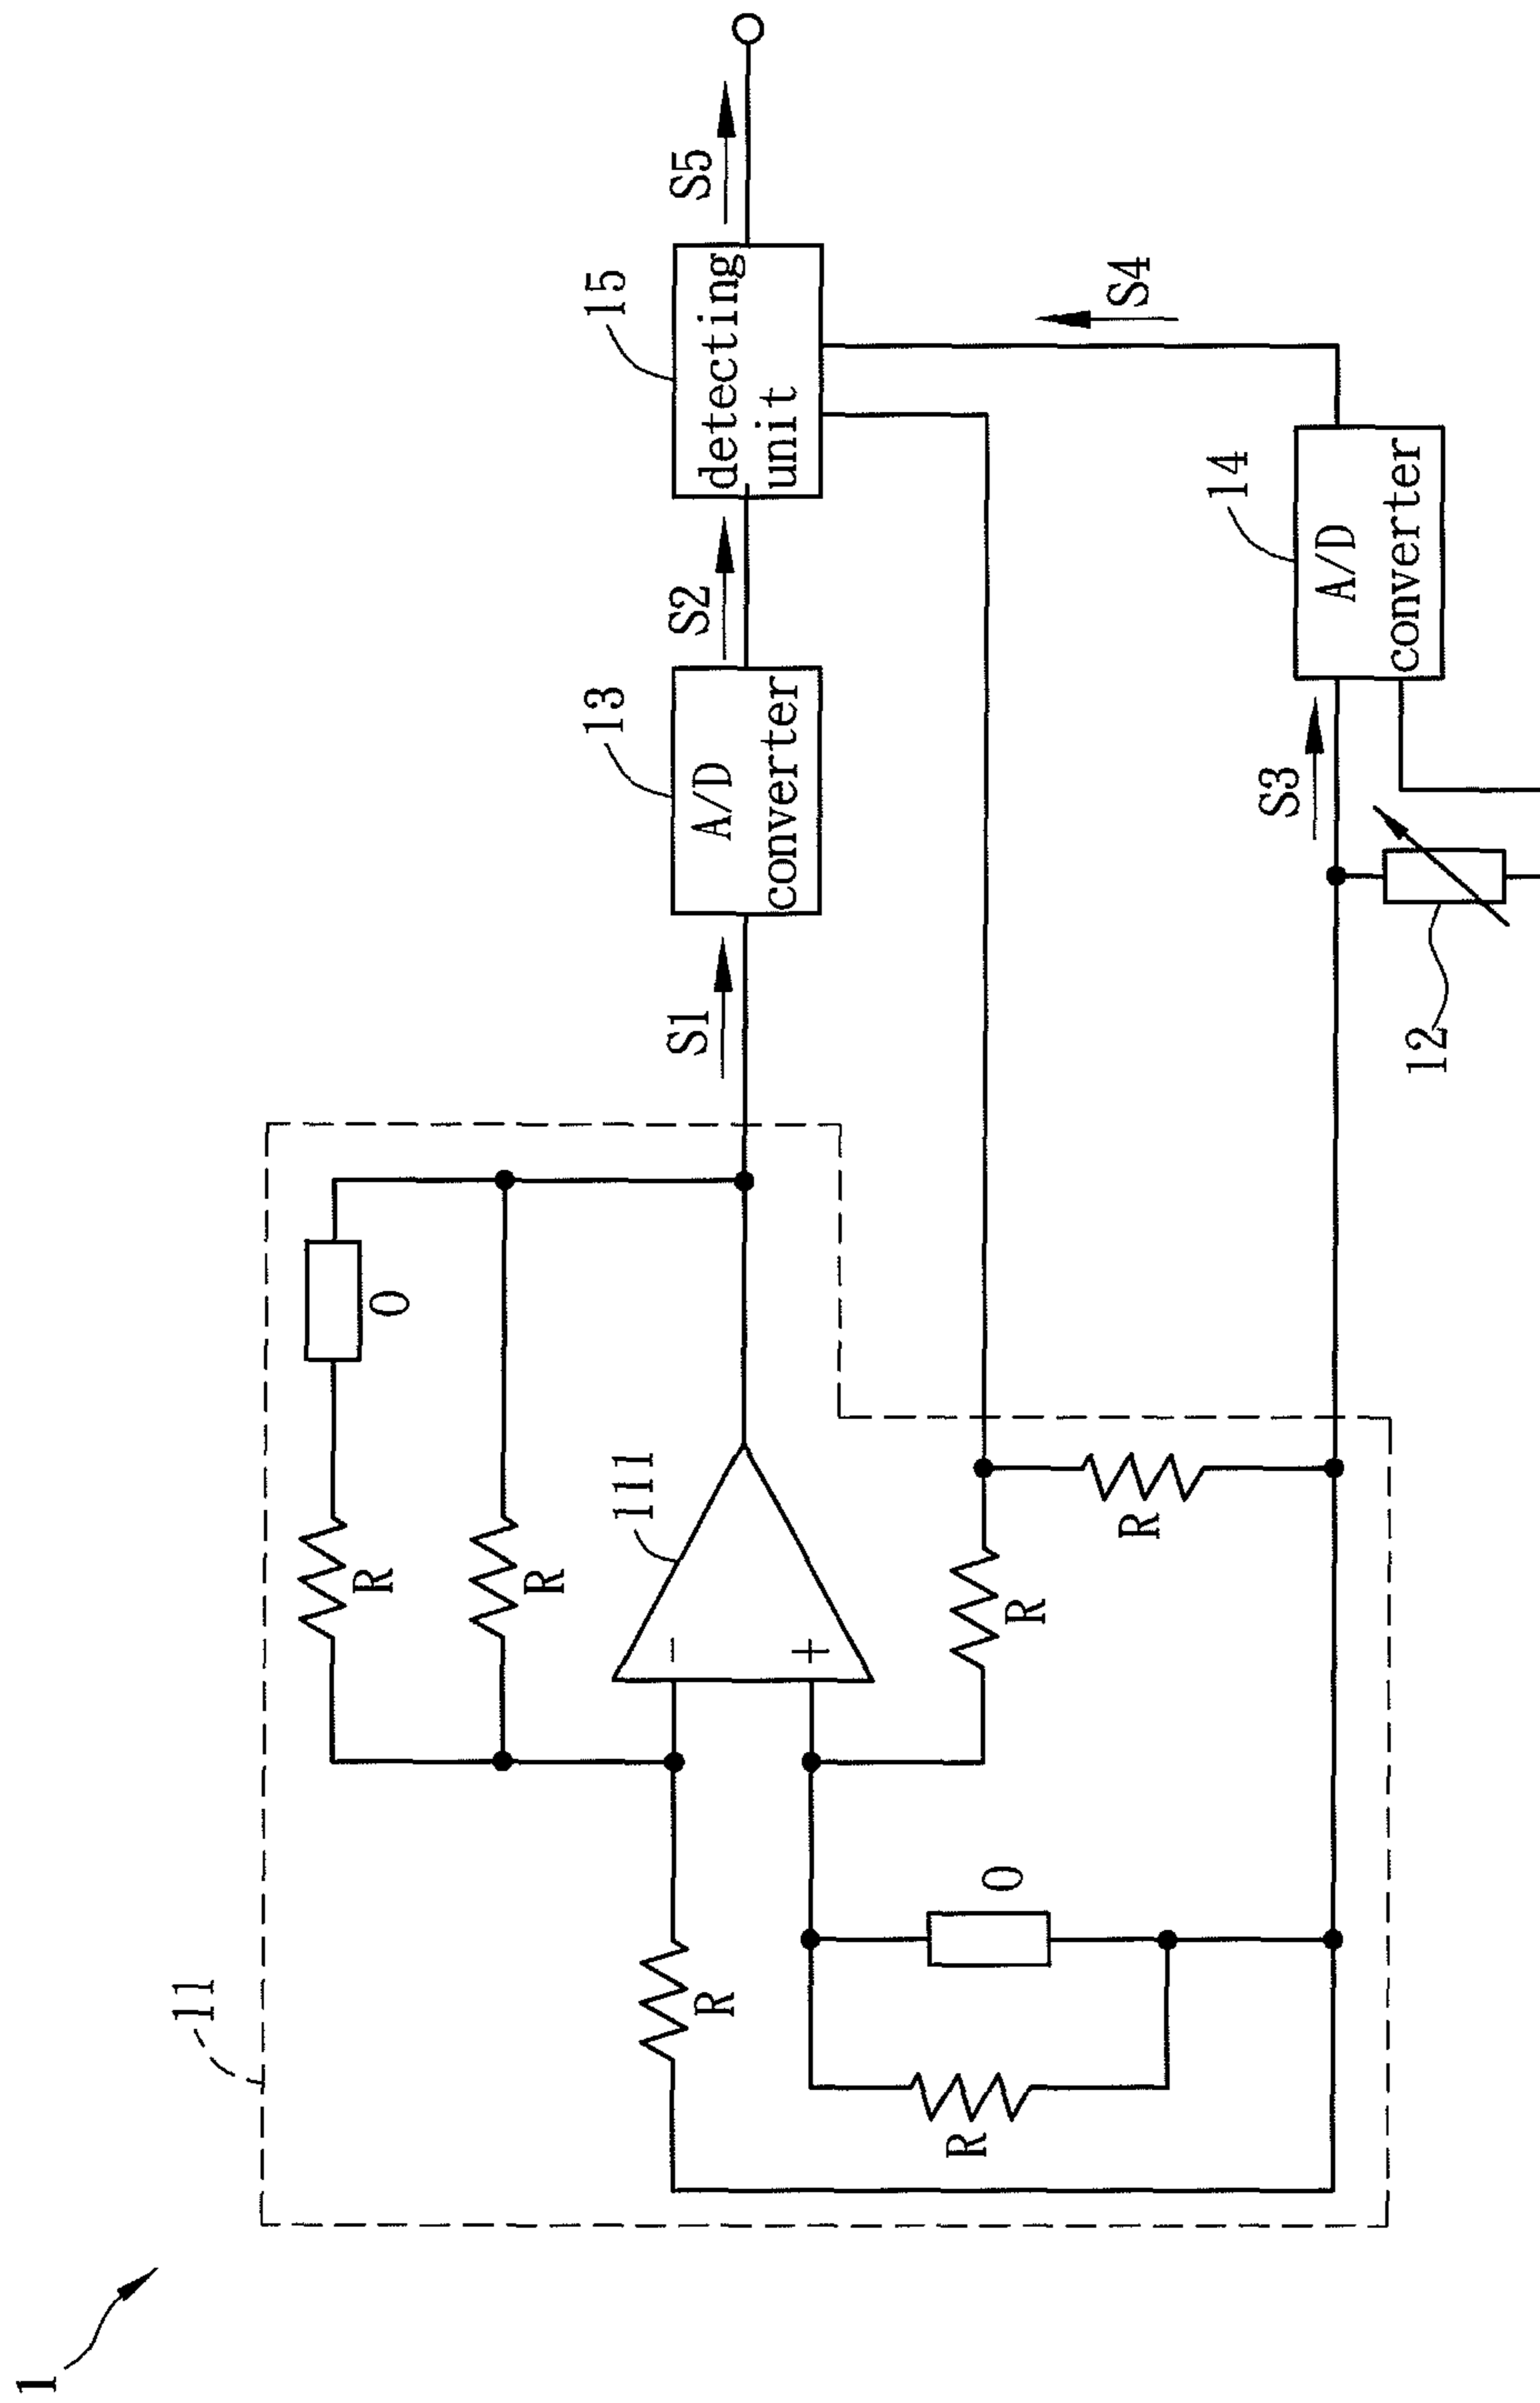 1
11
R
0
R
111
−
+
R
R
0
R
R
S1
13
A/D
converter
S2
15
detecting
unit
S5
S4
12
S3
14
A/D
converter